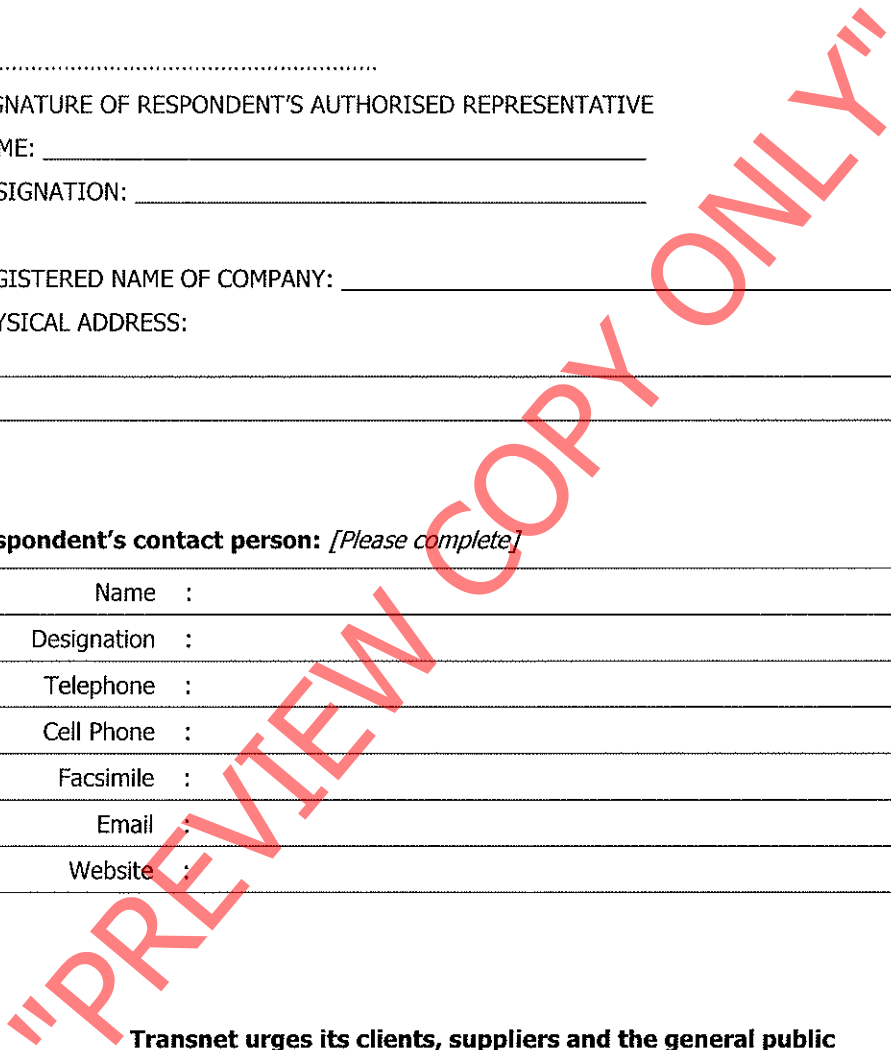 GNATURE OF RESPONDENT'S AUTHORISED REPRESENTATIVE
ME:
SIGNATION:
GISTERED NAME OF COMPANY:
YSICAL ADDRESS:
spondent's contact person: [Please complete]
Name :
Designation :
Telephone :
Cell Phone :
Facsimile :
Email :
Website :
Transnet urges its clients, suppliers and the general public
"PREVIEW COPY ONLY"